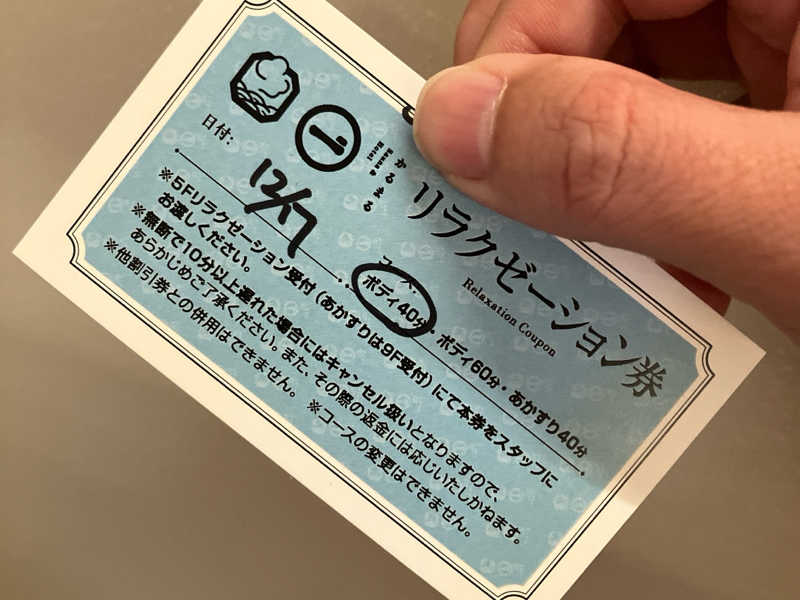 かるまる
リラクゼーション券
Relaxation Coupon
日付:
12/17
ボディ40分・ボディ60分・あかすり40分
※5Fリラクゼーション受付(あかすりは9F受付)にて本券をスタッフに
お渡しください。
※無断で10分以上遅れた場合にはキャンセル扱いとなりますので、
あらかじめご了承ください。また、その際の返金には応じいたしかねます。
※他割引券との併用はできません。 ※コースの変更はできません。